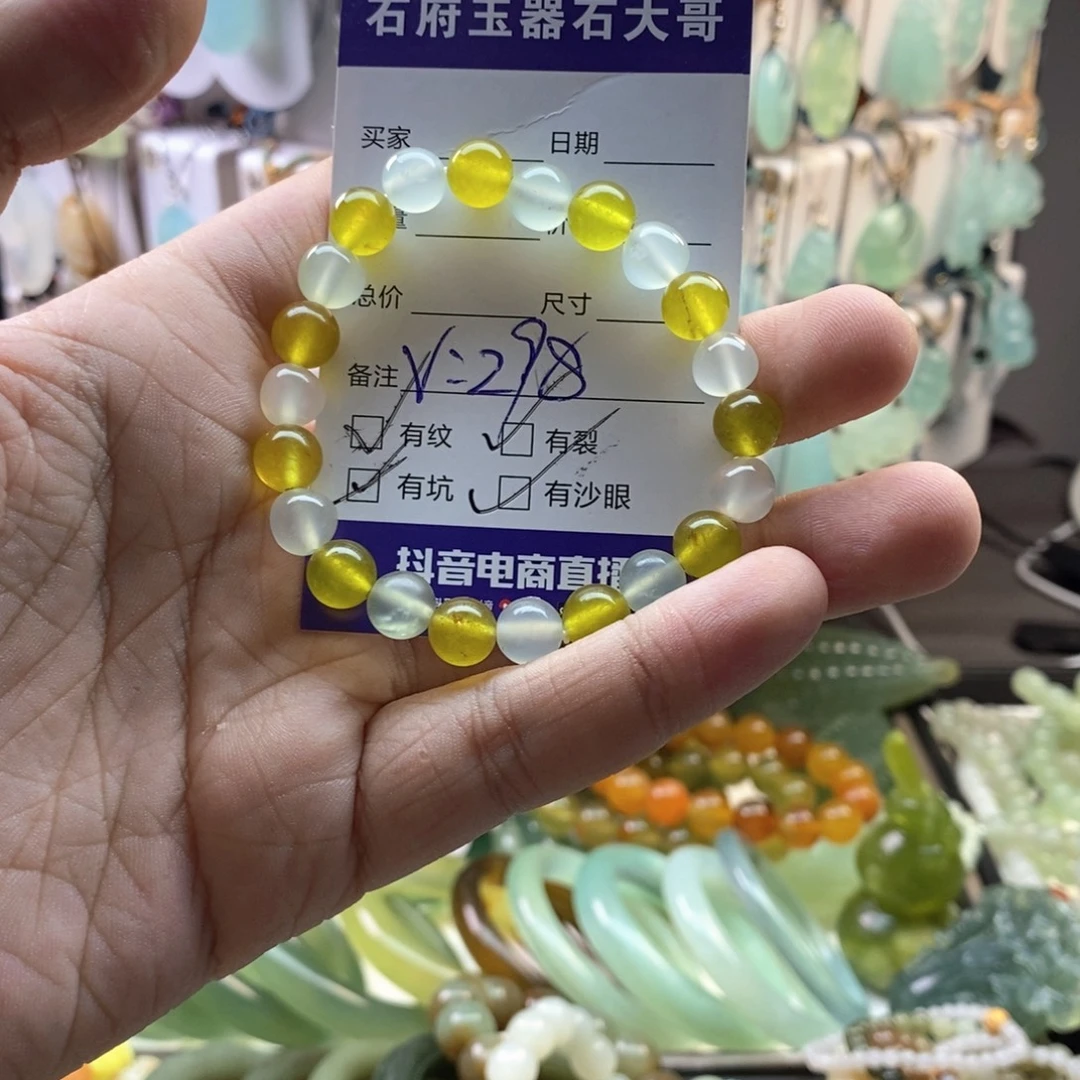 石府玉器石大哥
买家 日期
总价 尺寸
备注 V=298
有纹 有裂
有坑 有沙眼
抖音电商直播